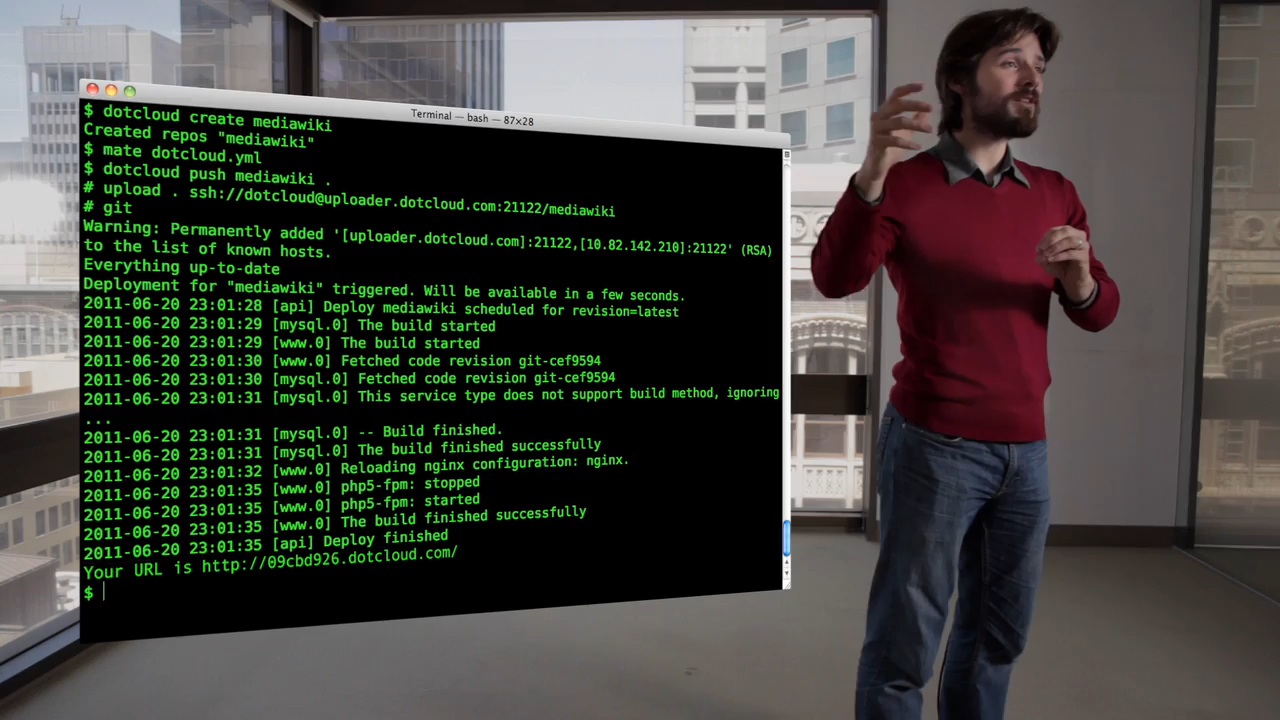 Terminal — bash — 87×28
$ dotcloud create mediawiki
Created repos "mediawiki"
$ mate dotcloud.yml
$ dotcloud push mediawiki .
# upload . ssh://dotcloud@uploader.dotcloud.com:21122/mediawiki
# git
Warning: Permanently added '[uploader.dotcloud.com]:21122,[10.82.142.210]:21122' (RSA)
to the list of known hosts.
Everything up-to-date
Deployment for "mediawiki" triggered. Will be available in a few seconds.
2011-06-20 23:01:28 [api] Deploy mediawiki scheduled for revision=latest
2011-06-20 23:01:29 [mysql.0] The build started
2011-06-20 23:01:29 [www.0] The build started
2011-06-20 23:01:30 [www.0] Fetched code revision git-cef9594
2011-06-20 23:01:30 [mysql.0] Fetched code revision git-cef9594
2011-06-20 23:01:31 [mysql.0] This service type does not support build method, ignoring
...
2011-06-20 23:01:31 [mysql.0] -- Build finished.
2011-06-20 23:01:31 [mysql.0] The build finished successfully
2011-06-20 23:01:32 [www.0] Reloading nginx configuration: nginx.
2011-06-20 23:01:35 [www.0] php5-fpm: stopped
2011-06-20 23:01:35 [www.0] php5-fpm: started
2011-06-20 23:01:35 [www.0] The build finished successfully
2011-06-20 23:01:35 [api] Deploy finished
Your URL is http://09cbd926.dotcloud.com/
$